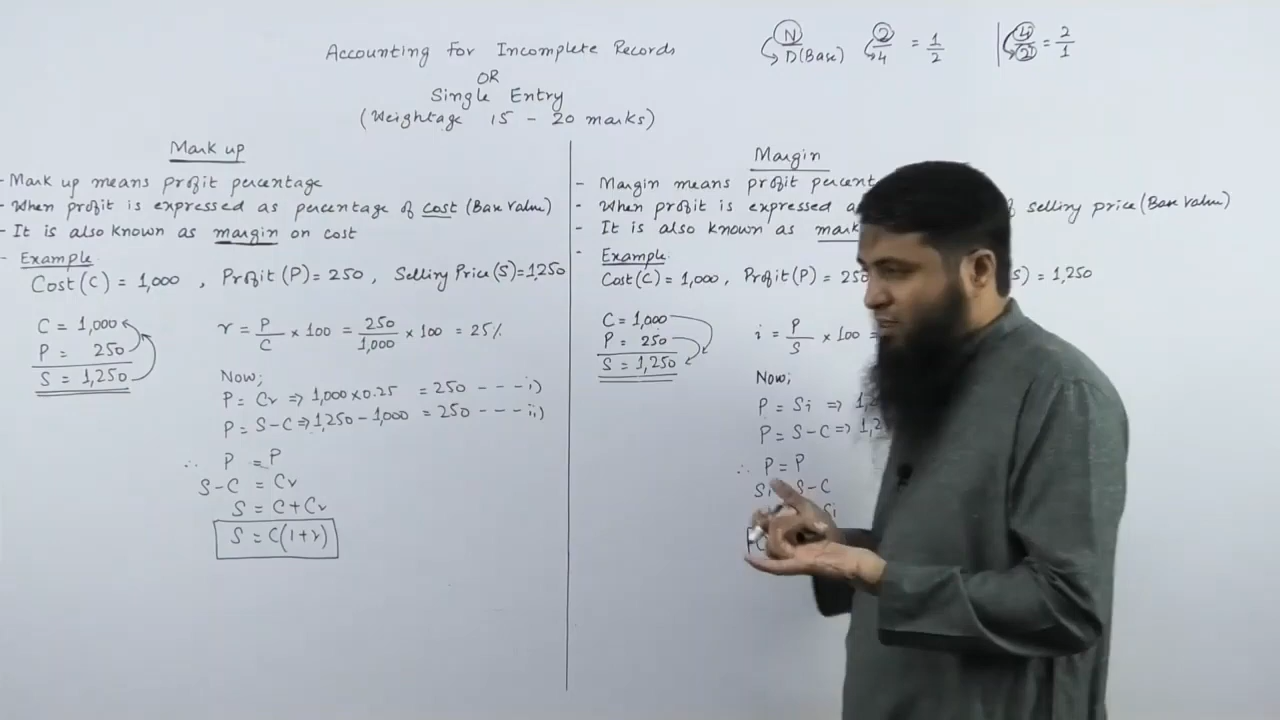 Accounting For Incomplete Records
OR
Single Entry
(Weightage 15 - 20 marks)
N
D(Base)
2
4
= 1
2
4
2
= 2
1
Mark up
- Mark up means profit percentage
- When profit is expressed as percentage of cost (Base Value)
- It is also known as margin on cost
- Example
Cost(C) = 1,000 , Profit(P) = 250 , Selling Price(S) = 1,250
C = 1,000
P = 250
S = 1,250
r = P/C × 100 = 250/1,000 × 100 = 25%
Now;
P = Cr => 1,000 × 0.25 = 250 --- i)
P = S-C => 1,250 - 1,000 = 250 --- ii)
∴ P = P
S-C = Cr
S = C + Cr
S = C(1+r)
Margin
- Margin means profit percent
- When profit is expressed of selling price (Base Value)
- It is also known as mark
- Example
Cost(C) = 1,000 , Profit(P) = 250 S) = 1,250
C = 1,000
P = 250
S = 1,250
i = P/S × 100 =
Now;
P = Si =>
P = S-C =>
∴ P = P
Si S-C
Si